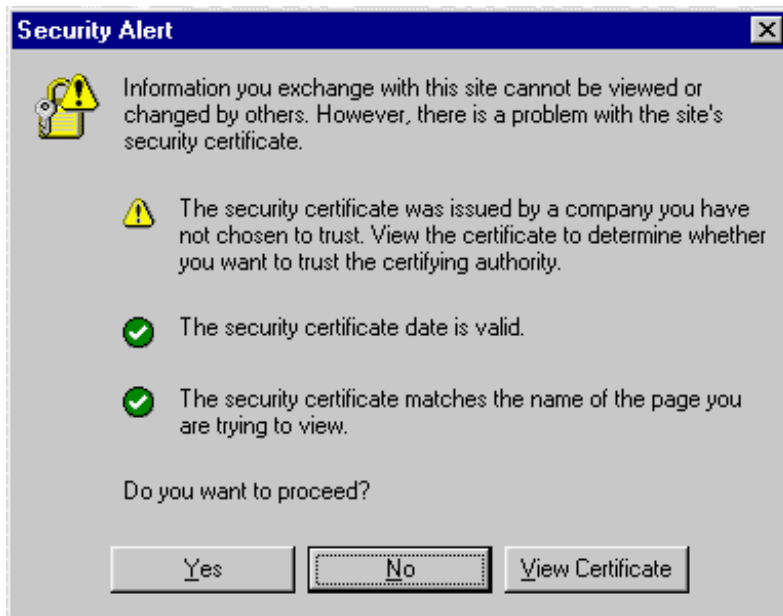 Security Alert
Information you exchange with this site cannot be viewed or
changed by others. However, there is a problem with the site's
security certificate.
The security certificate was issued by a company you have
not chosen to trust. View the certificate to determine whether
you want to trust the certifying authority.
The security certificate date is valid.
The security certificate matches the name of the page you
are trying to view.
Do you want to proceed?
Yes No View Certificate